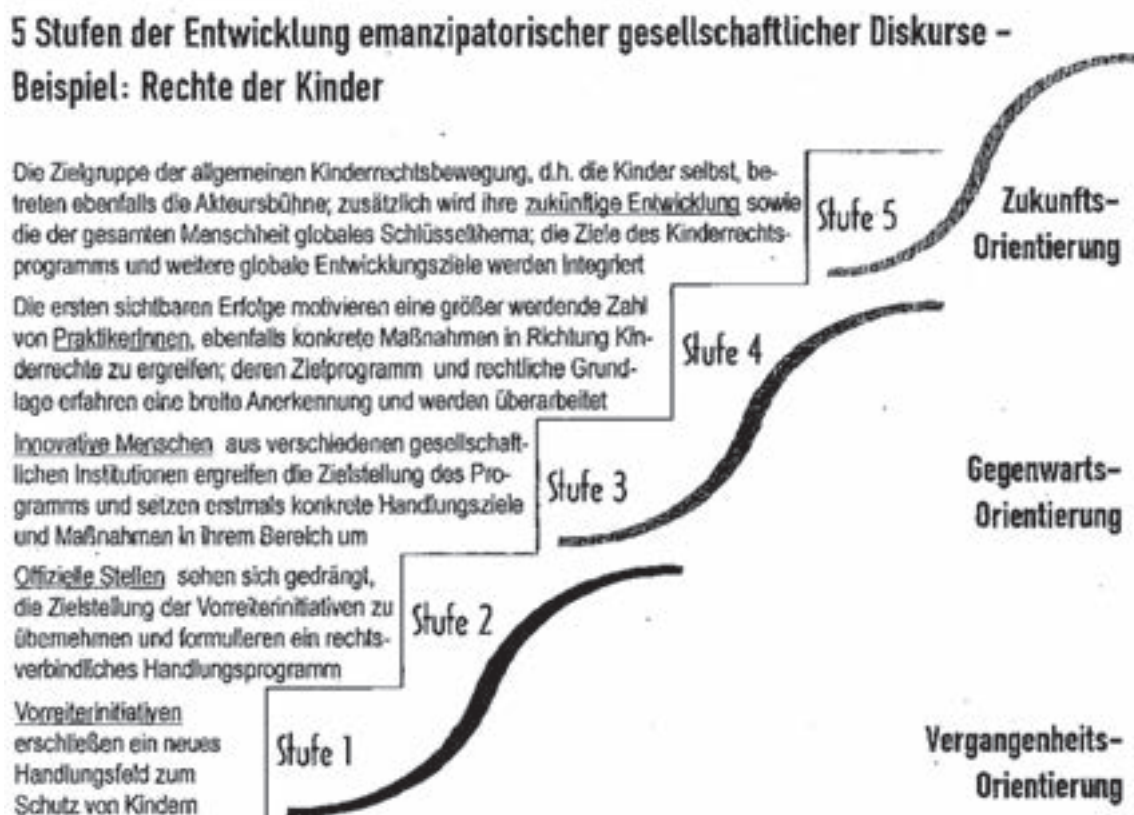 5 Stufen der Entwicklung emanzipatorischer gesellschaftlicher Diskurse –
Beispiel: Rechte der Kinder
Die Zielgruppe der allgemeinen Kinderrechtsbewegung, d.h. die Kinder selbst, be-
treten ebenfalls die Akteursbühne; zusätzlich wird ihre zukünftige Entwicklung sowie
die der gesamten Menschheit globales Schlüsselthema; die Ziele des Kinderrechts-
programms und weitere globale Entwicklungsziele werden integriert
Stufe 5
Zukunfts-
Orientierung
Die ersten sichtbaren Erfolge motivieren eine größer werdende Zahl
von PraktikerInnen, ebenfalls konkrete Maßnahmen in Richtung Kin-
derrechte zu ergreifen; deren Zielprogramm und rechtliche Grund-
lage erfahren eine breite Anerkennung und werden überarbeitet
Stufe 4
Innovative Menschen aus verschiedenen gesellschaft-
lichen Institutionen ergreifen die Zielstellung des Pro-
gramms und setzen erstmals konkrete Handlungsziele
und Maßnahmen in ihrem Bereich um
Stufe 3
Gegenwarts-
Orientierung
Offizielle Stellen sehen sich gedrängt,
die Zielstellung der Vorreiterinitiativen zu
übernehmen und formulieren ein rechts-
verbindliches Handlungsprogramm
Stufe 2
Vorreiterinitiativen
erschließen ein neues
Handlungsfeld zum
Schutz von Kindern
Stufe 1
Vergangenheits-
Orientierung